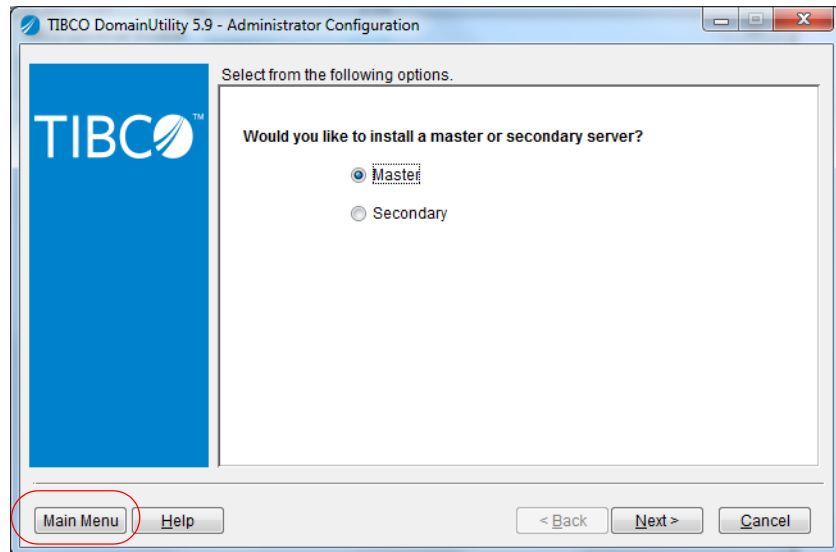 TIBCO DomainUtility 5.9 - Administrator Configuration
Select from the following options.
TIBCO™
Would you like to install a master or secondary server?
Master
Secondary
Main Menu Help < Back Next > Cancel